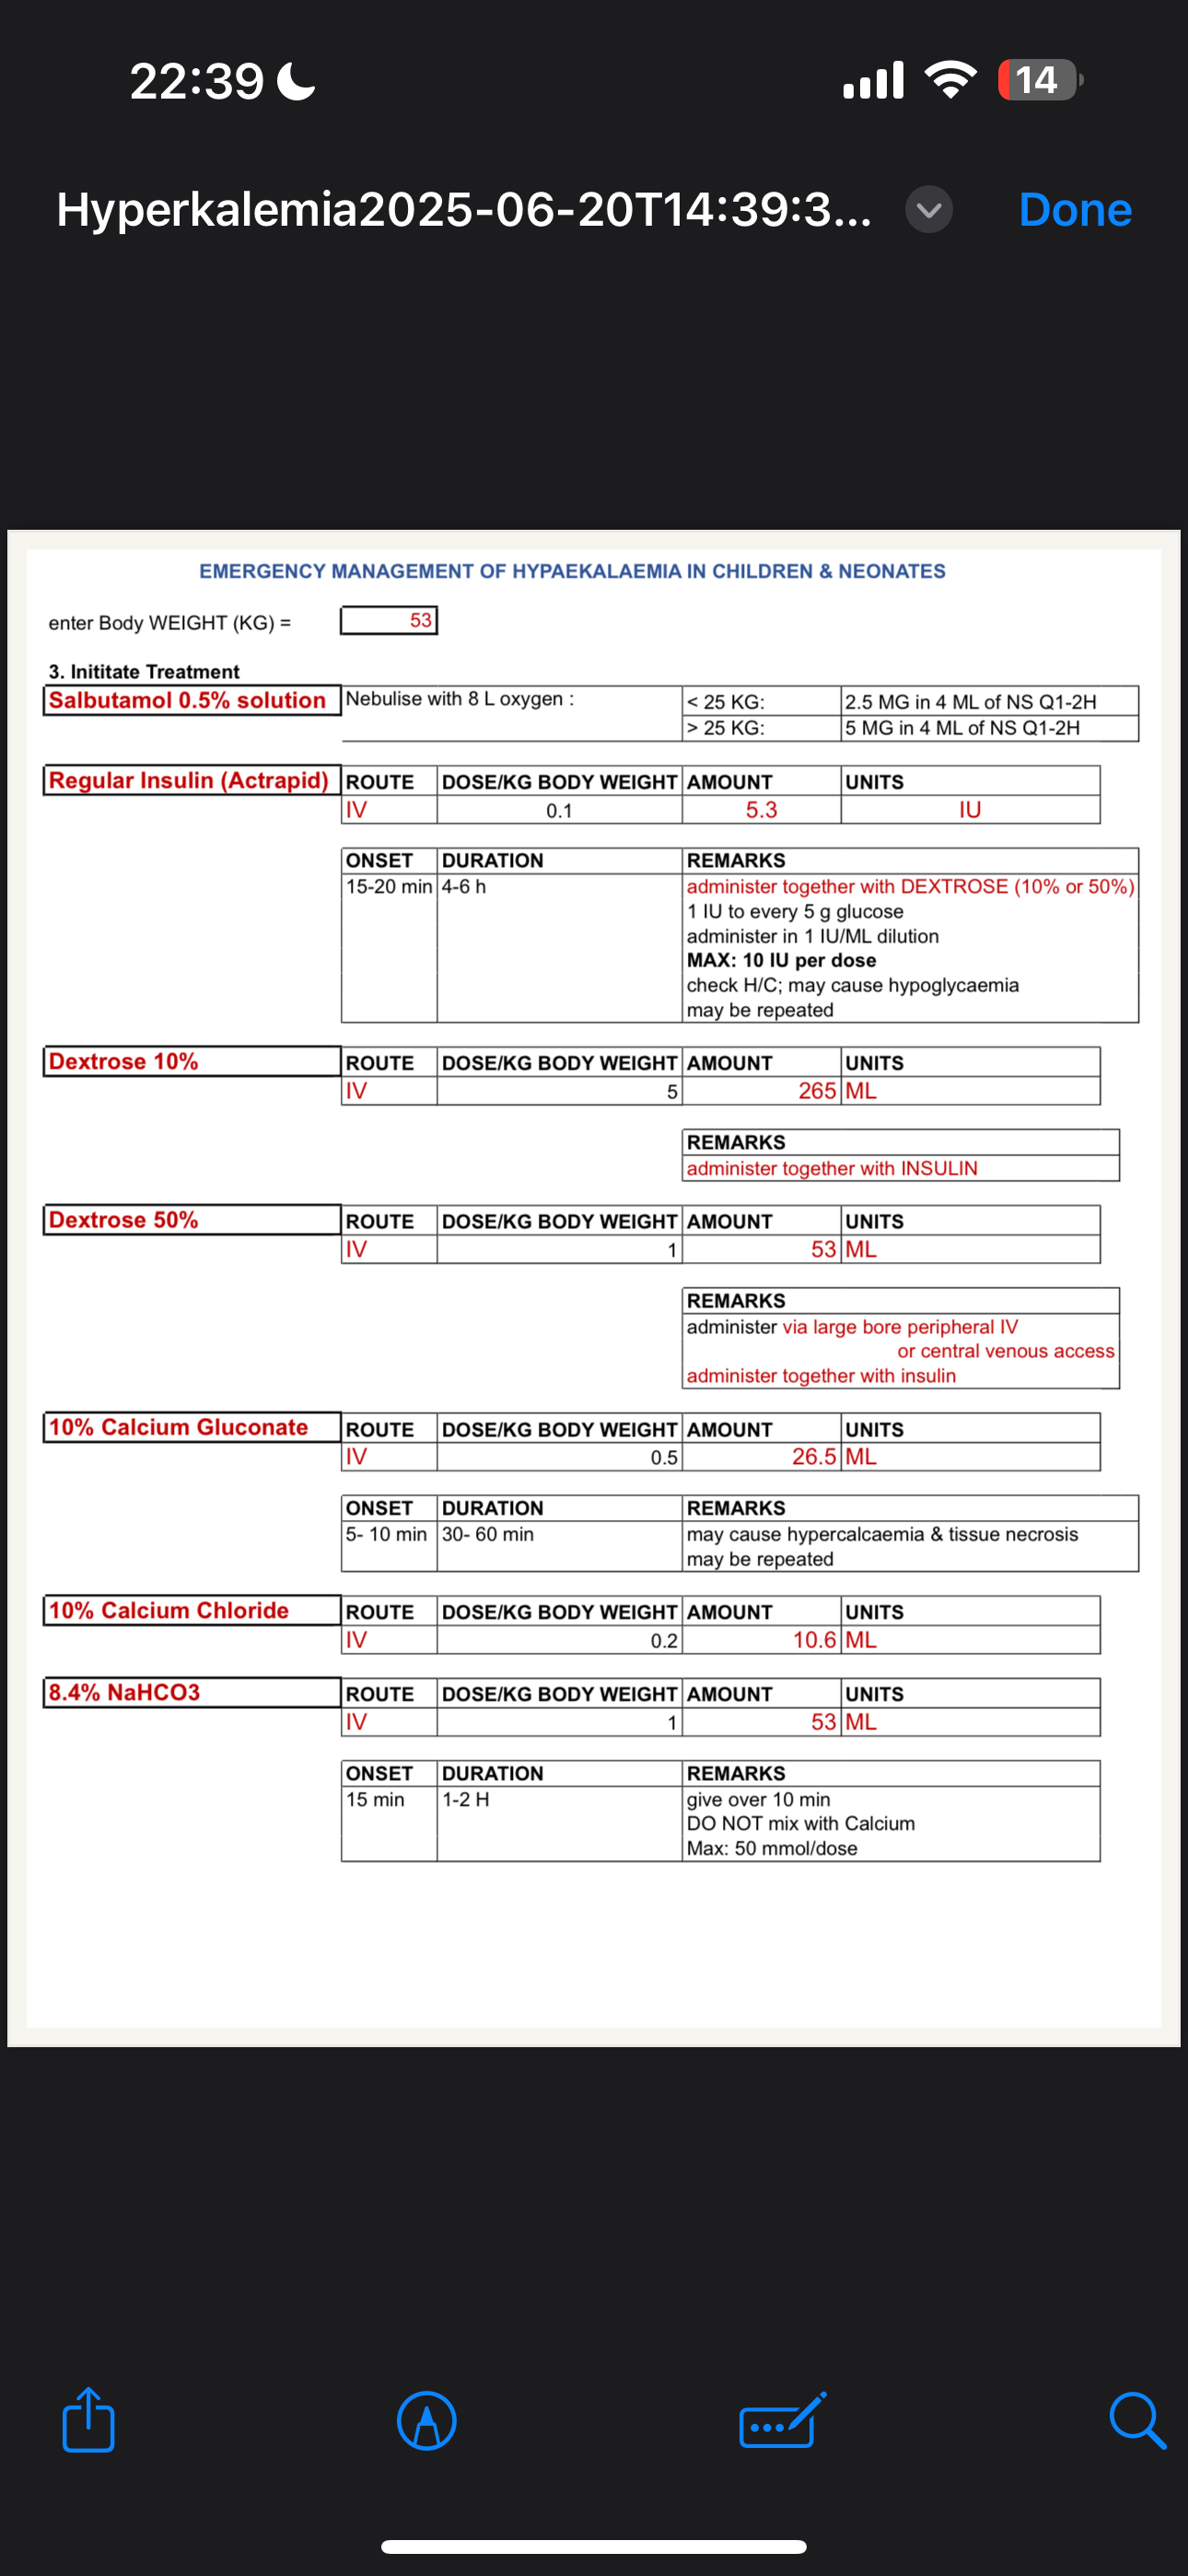 22:39
14
Hyperkalemia2025-06-20T14:39:3...
Done
EMERGENCY MANAGEMENT OF HYPAEKALAEMIA IN CHILDREN & NEONATES
enter Body WEIGHT (KG) = 53
3. Inititate Treatment
Salbutamol 0.5% solution Nebulise with 8 L oxygen : < 25 KG: 2.5 MG in 4 ML of NS Q1-2H
> 25 KG: 5 MG in 4 ML of NS Q1-2H
Regular Insulin (Actrapid) ROUTE DOSE/KG BODY WEIGHT AMOUNT UNITS
IV 0.1 5.3 IU
ONSET DURATION REMARKS
15-20 min 4-6 h administer together with DEXTROSE (10% or 50%)
1 IU to every 5 g glucose
administer in 1 IU/ML dilution
MAX: 10 IU per dose
check H/C; may cause hypoglycaemia
may be repeated
Dextrose 10% ROUTE DOSE/KG BODY WEIGHT AMOUNT UNITS
IV 5 265 ML
REMARKS
administer together with INSULIN
Dextrose 50% ROUTE DOSE/KG BODY WEIGHT AMOUNT UNITS
IV 1 53 ML
REMARKS
administer via large bore peripheral IV
or central venous access
administer together with insulin
10% Calcium Gluconate ROUTE DOSE/KG BODY WEIGHT AMOUNT UNITS
IV 0.5 26.5 ML
ONSET DURATION REMARKS
5- 10 min 30- 60 min may cause hypercalcaemia & tissue necrosis
may be repeated
10% Calcium Chloride ROUTE DOSE/KG BODY WEIGHT AMOUNT UNITS
IV 0.2 10.6 ML
8.4% NaHCO3 ROUTE DOSE/KG BODY WEIGHT AMOUNT UNITS
IV 1 53 ML
ONSET DURATION REMARKS
15 min 1-2 H give over 10 min
DO NOT mix with Calcium
Max: 50 mmol/dose